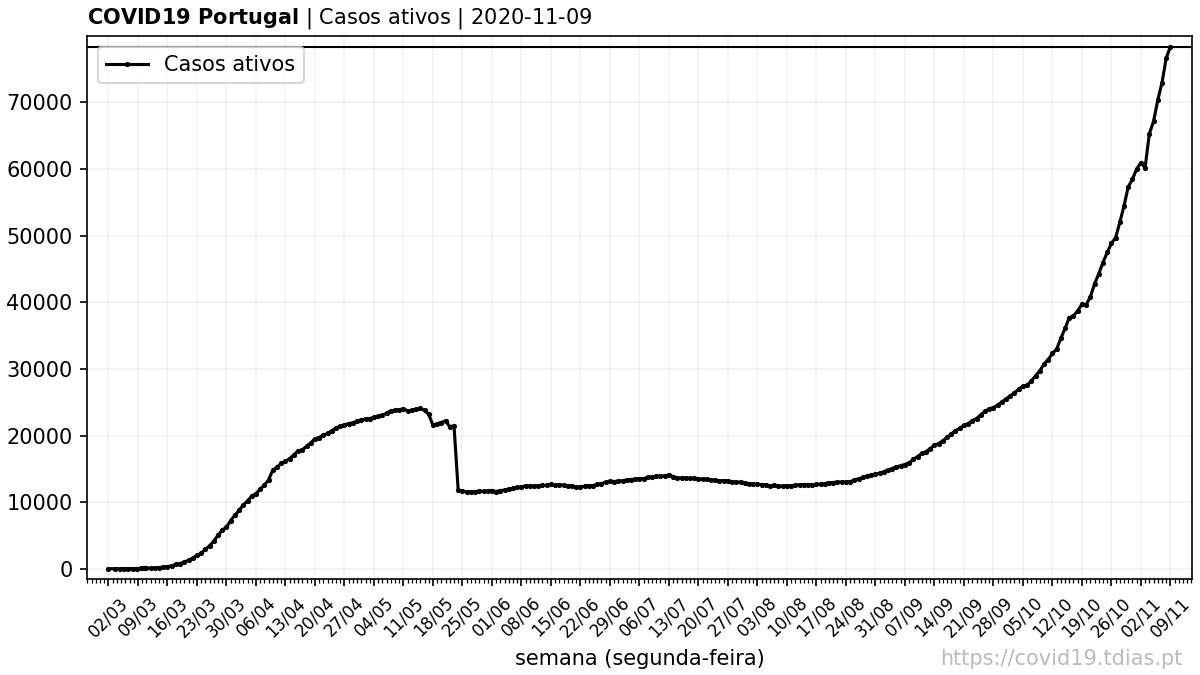 COVID19 Portugal | Casos ativos | 2020-11-09
Casos ativos
70000
60000
50000
40000
30000
20000
10000
0
02/03 09/03 16/03 23/03 30/03 06/04 13/04 20/04 27/04 04/05 11/05 18/05 25/05 01/06 08/06 15/06 22/06 29/06 06/07 13/07 20/07 27/07 03/08 10/08 17/08 24/08 31/08 07/09 14/09 21/09 28/09 05/10 12/10 19/10 26/10 02/11 09/11
semana (segunda-feira)
https://covid19.tdias.pt